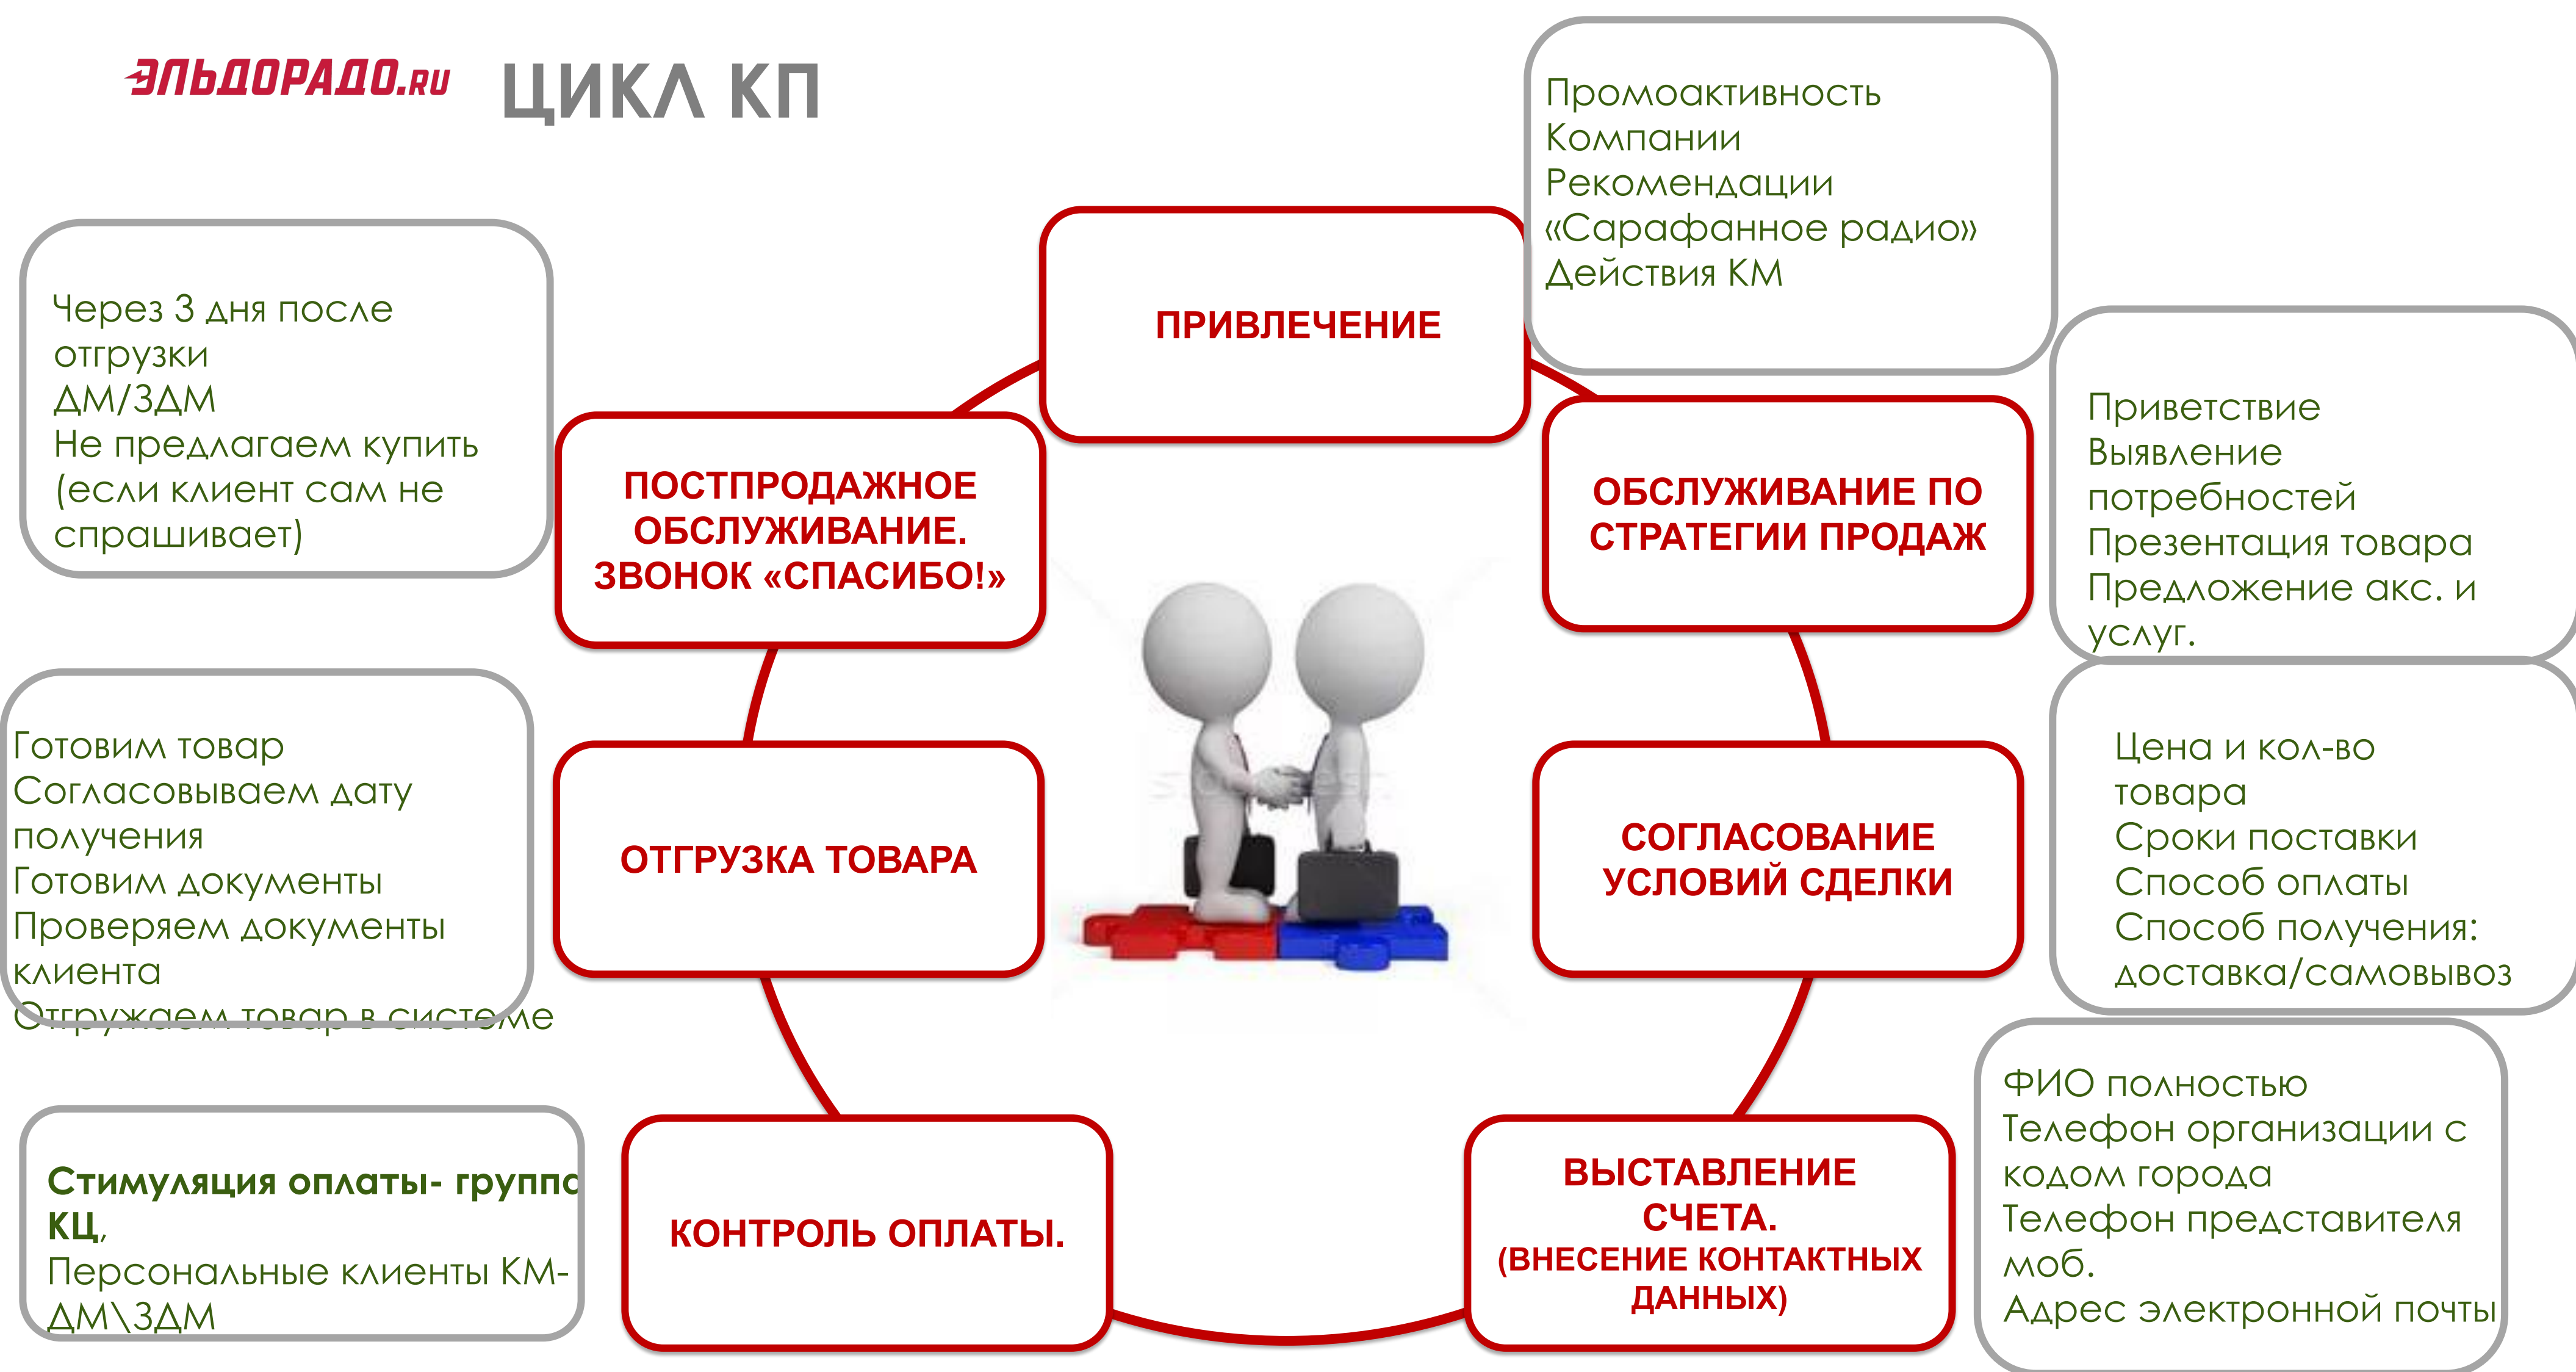 ЭЛЬДОРАДО.RU
ЦИКЛ КП
Промоактивность
Компании
Рекомендации
«Сарафанное радио»
Действия КМ
ПРИВЛЕЧЕНИЕ
Через 3 дня после
отгрузки
ДМ/ЗДМ
Не предлагаем купить
(если клиент сам не
спрашивает)
ПОСТПРОДАЖНОЕ
ОБСЛУЖИВАНИЕ.
ЗВОНОК «СПАСИБО!»
ОБСЛУЖИВАНИЕ ПО
СТРАТЕГИИ ПРОДАЖ
Приветствие
Выявление
потребностей
Презентация товара
Предложение акс. и
услуг.
Готовим товар
Согласовываем дату
получения
Готовим документы
Проверяем документы
клиента
Отгружаем товар в системе
ОТГРУЗКА ТОВАРА
СОГЛАСОВАНИЕ
УСЛОВИЙ СДЕЛКИ
Цена и кол-во
товара
Сроки поставки
Способ оплаты
Способ получения:
доставка/самовывоз
Стимуляция оплаты- группа
КЦ,
Персональные клиенты КМ-
ДМ\ЗДМ
КОНТРОЛЬ ОПЛАТЫ.
ВЫСТАВЛЕНИЕ
СЧЕТА.
(ВНЕСЕНИЕ КОНТАКТНЫХ
ДАННЫХ)
ФИО полностью
Телефон организации с
кодом города
Телефон представителя
моб.
Адрес электронной почты